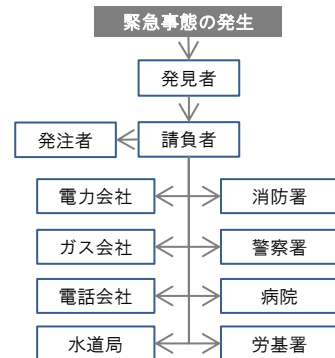 緊急事態の発生
発見者
発注者
請負者
電力会社
消防署
ガス会社
警察署
電話会社
病院
水道局
労基署